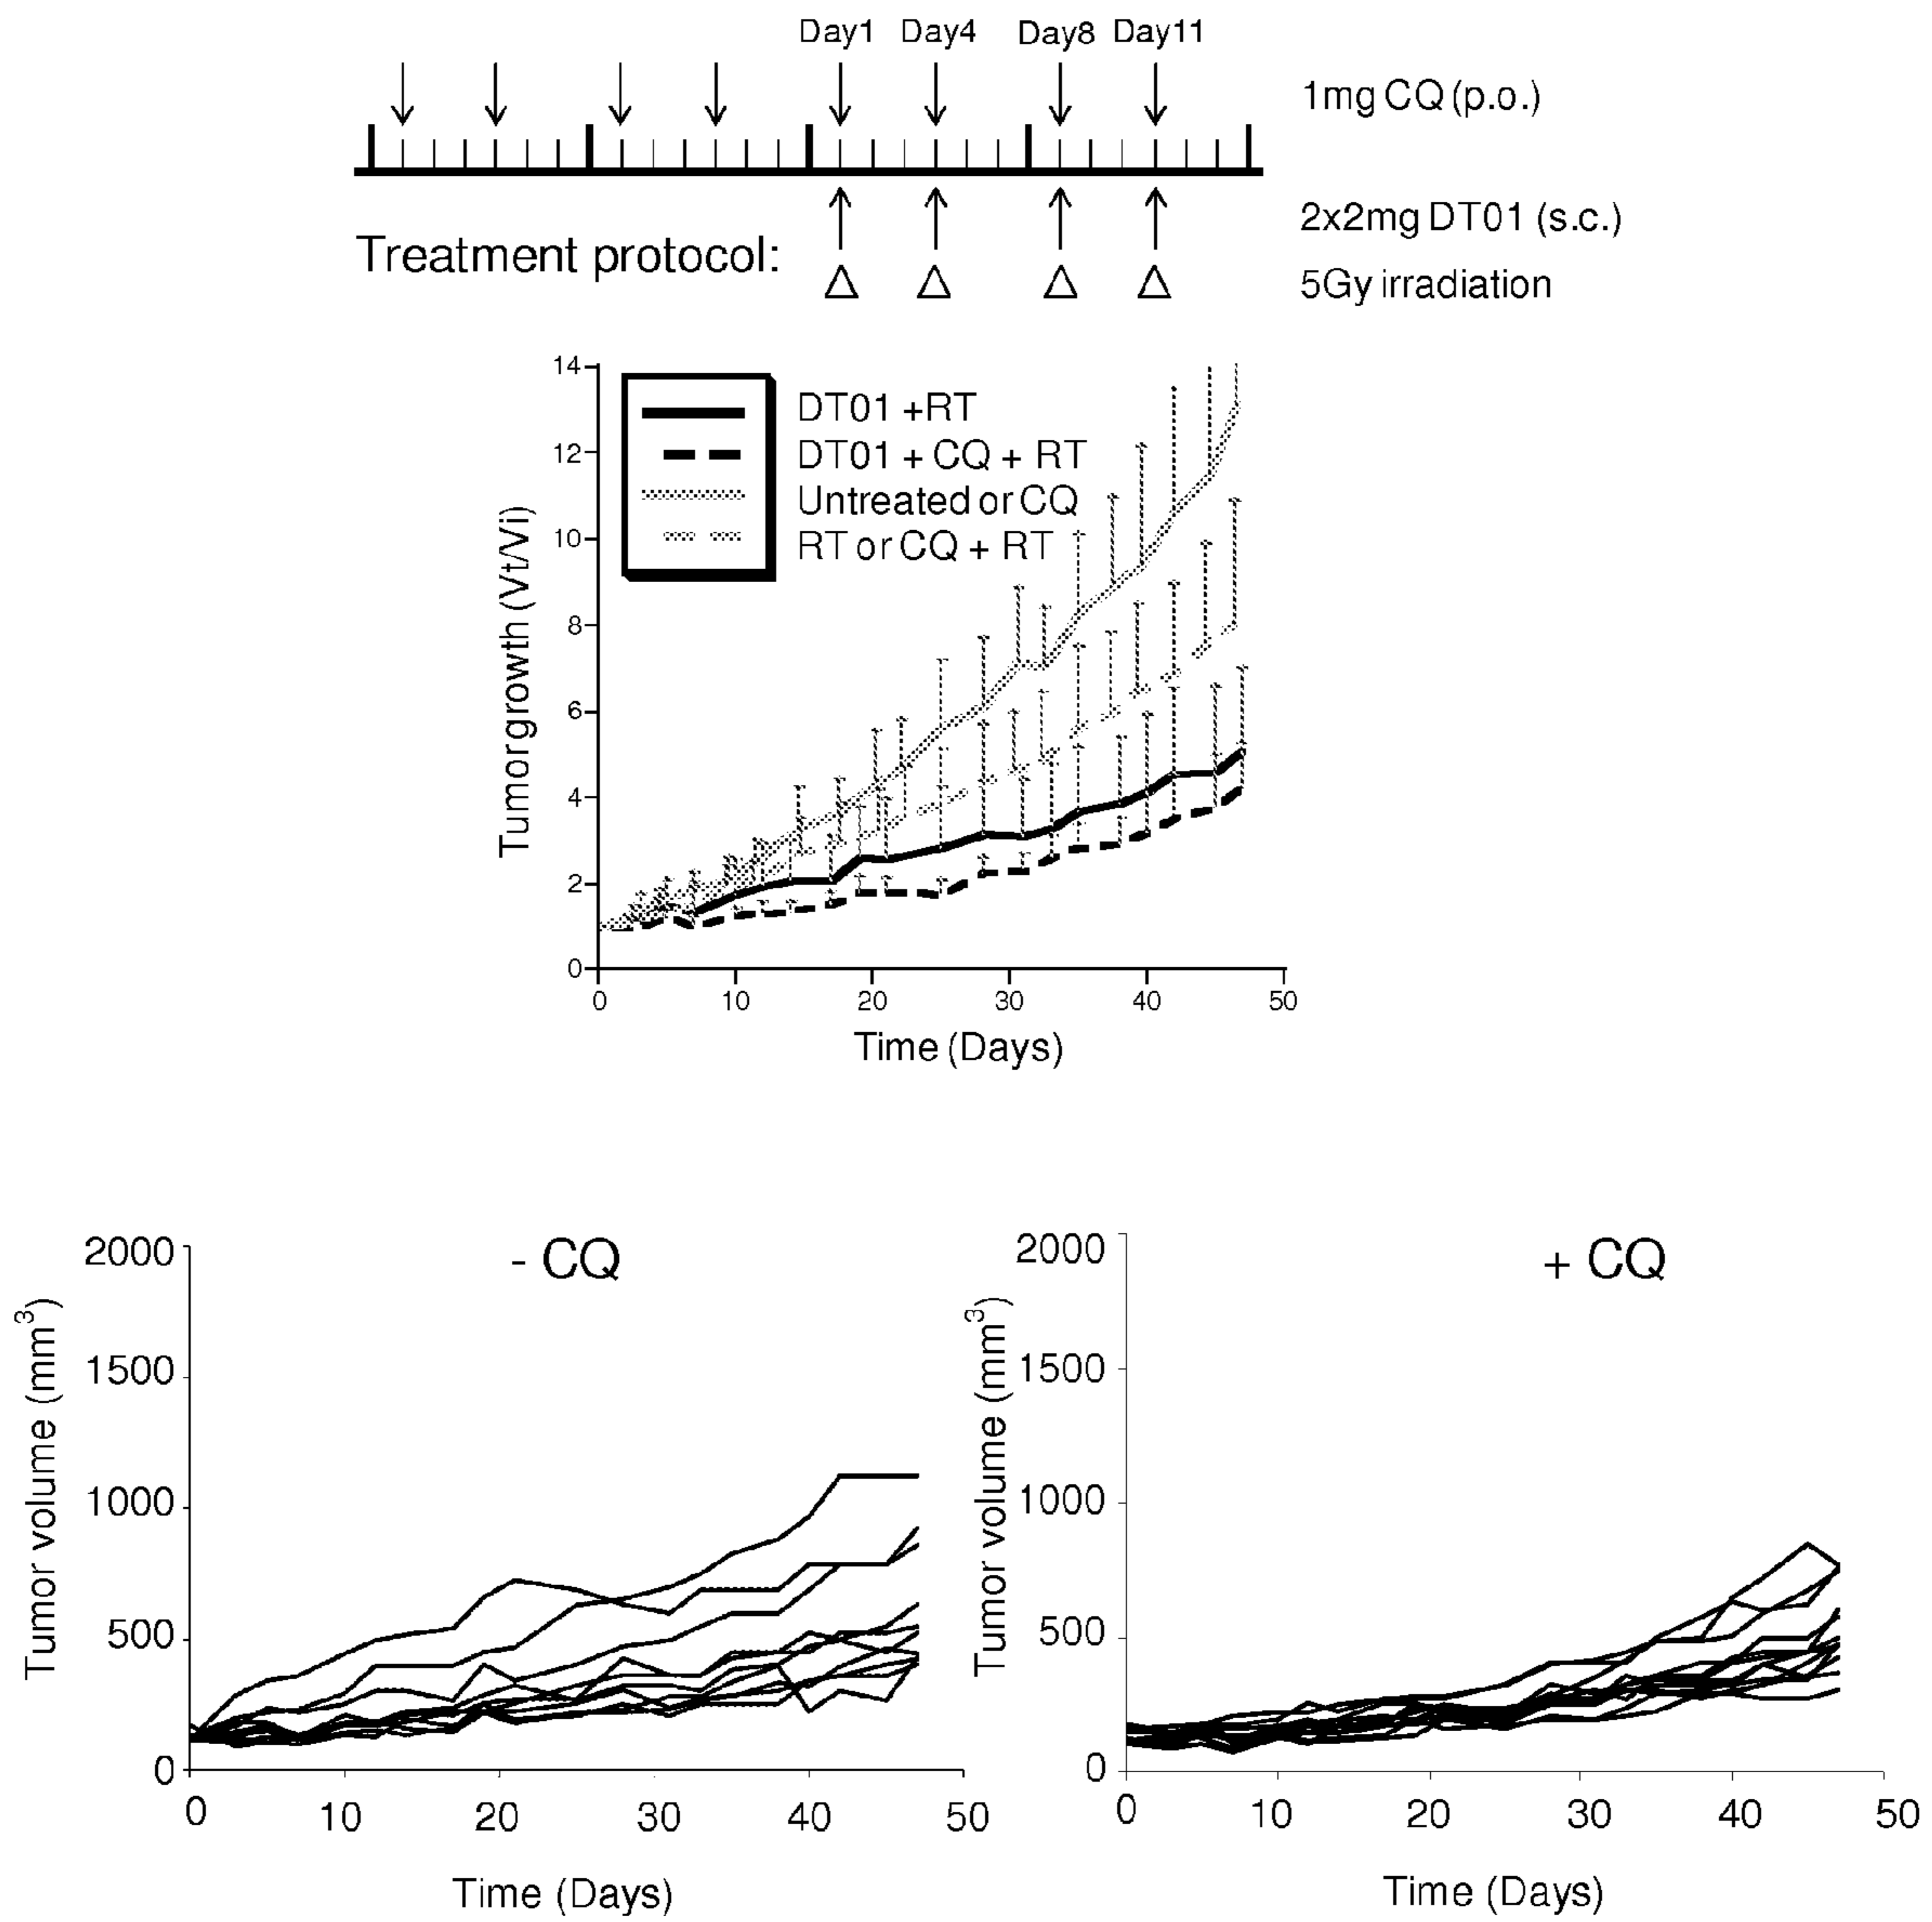 Day1 Day4 Day8 Day11
1mg CQ (p.o.)
2x2mg DT01 (s.c.)
Treatment protocol:
5Gy irradiation
14
12
10
8
6
4
2
0
Tumorgrowth (Vt/Vi)
DT01 +RT
DT01 + CQ + RT
Untreated or CQ
RT or CQ + RT
0 10 20 30 40 50
Time (Days)
- CQ
2000
1500
1000
500
0
Tumor volume (mm3)
0 10 20 30 40 50
Time (Days)
+ CQ
2000
1500
1000
500
0
Tumor volume (mm3)
0 10 20 30 40 50
Time (Days)